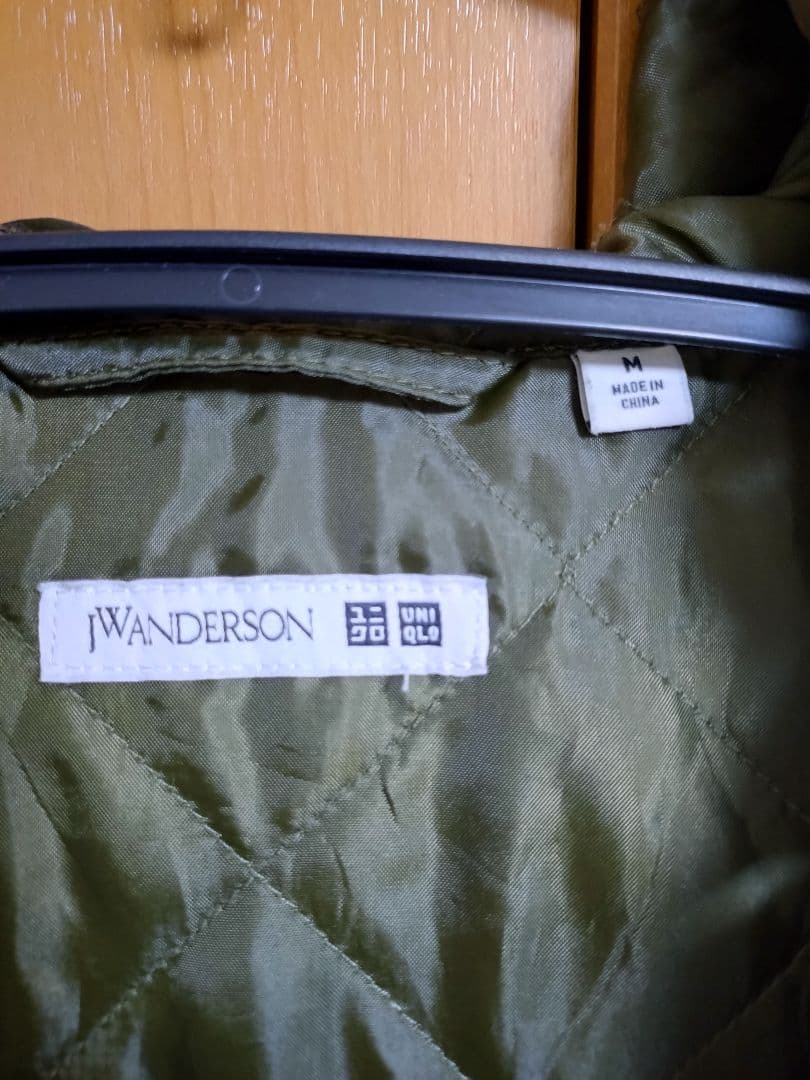 M
MADE IN
CHINA
JWANDERSON ユニ UNI
クロ QLO